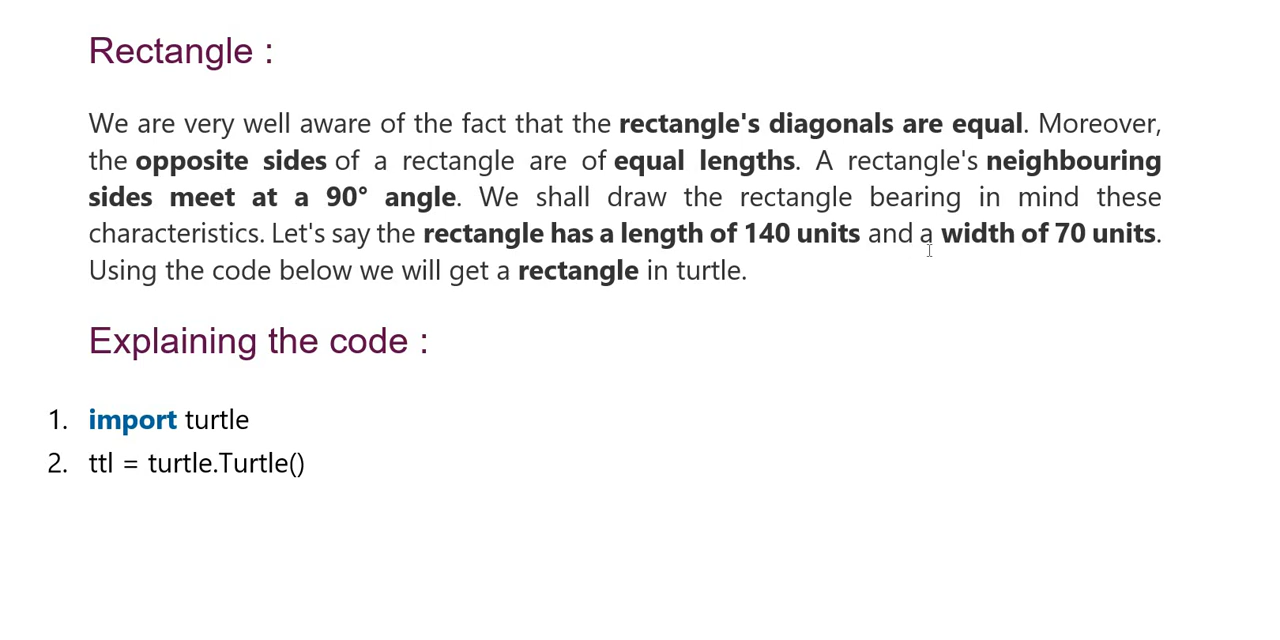 Rectangle :
We are very well aware of the fact that the rectangle's diagonals are equal. Moreover,
the opposite sides of a rectangle are of equal lengths. A rectangle's neighbouring
sides meet at a 90° angle. We shall draw the rectangle bearing in mind these
characteristics. Let's say the rectangle has a length of 140 units and a width of 70 units.
Using the code below we will get a rectangle in turtle.
Explaining the code :
1. import turtle
2. ttl = turtle.Turtle()